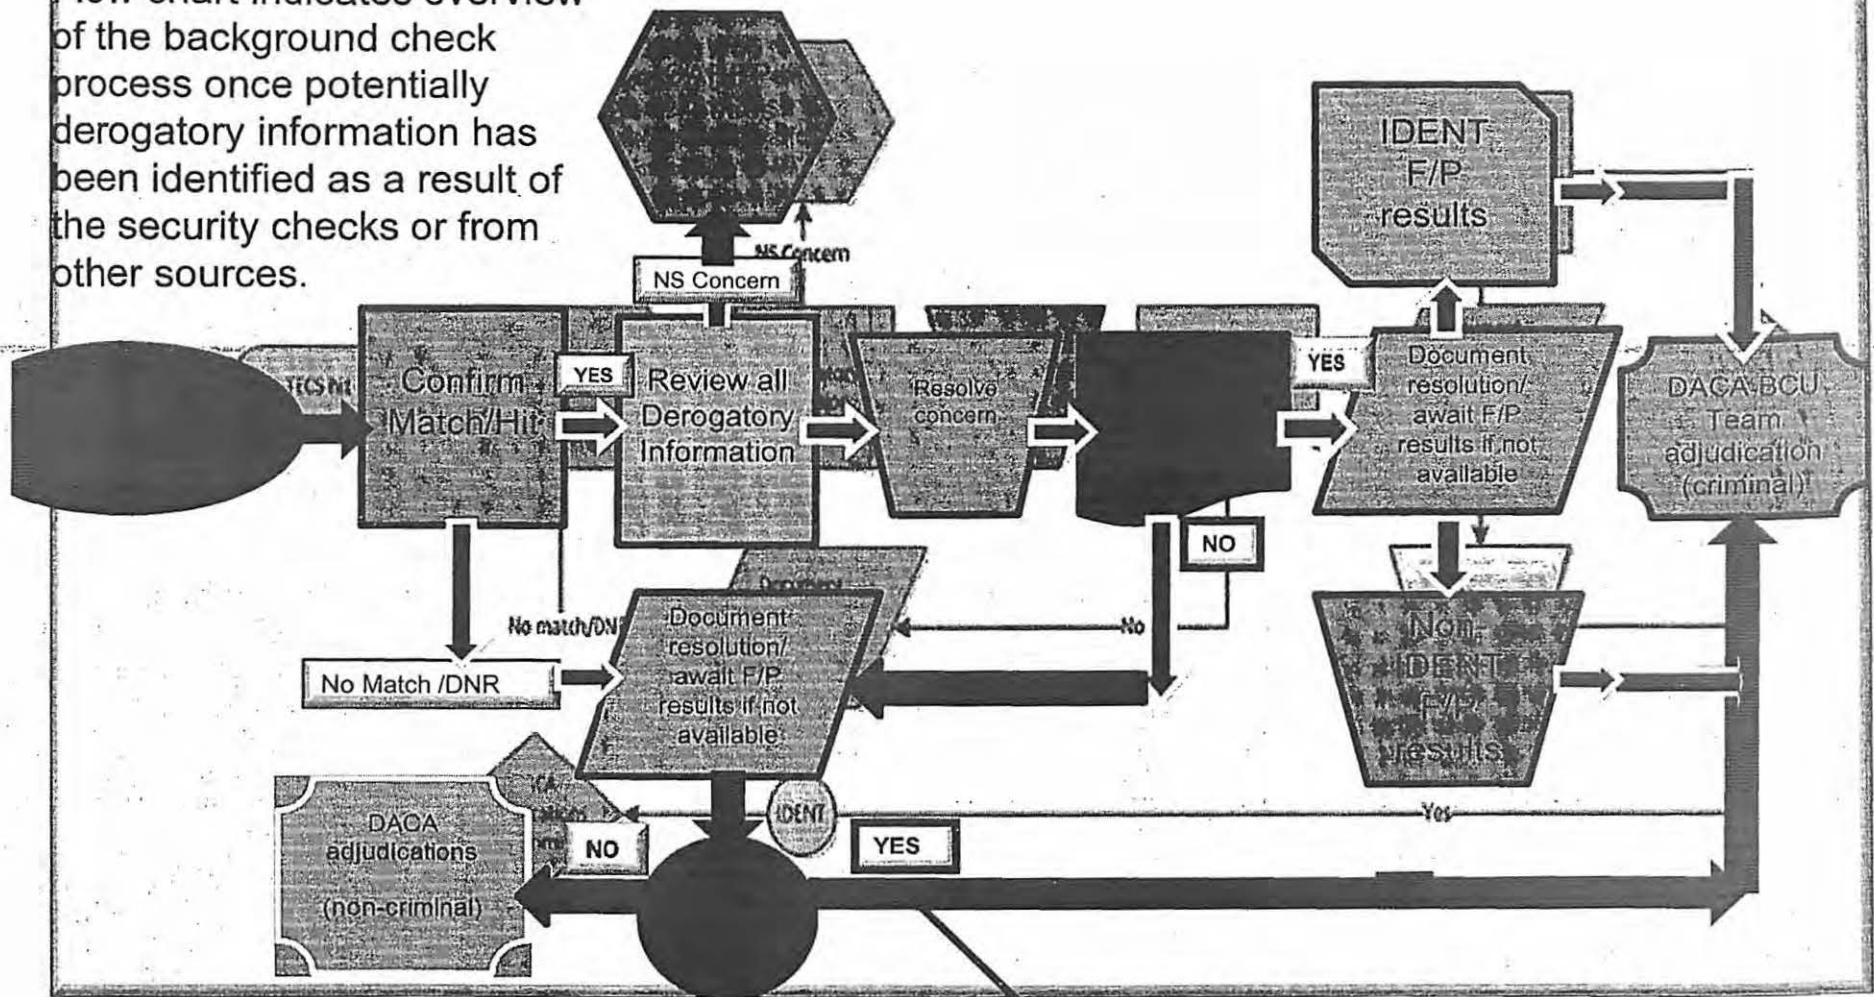 of the background check
process once potentially
derogatory information has
been identified as a result of
the security checks or from
other sources.
NS Concern
NS Concern
IDENT
F/P
results
Confirm
Match/Hit
YES
Review all
Derogatory
Information
Resolve
concern
YES
Document
resolution/
await F/P
results if not
available
DACA-BCU
Team
adjudication
(criminal)
NO
No match/DN
No
No Match /DNR
Document
Document
resolution/
await F/P
results if not
available
Non
IDENT
F/P
results
IDENT
Yes
DACA
adjudications
(non-criminal)
NO
YES